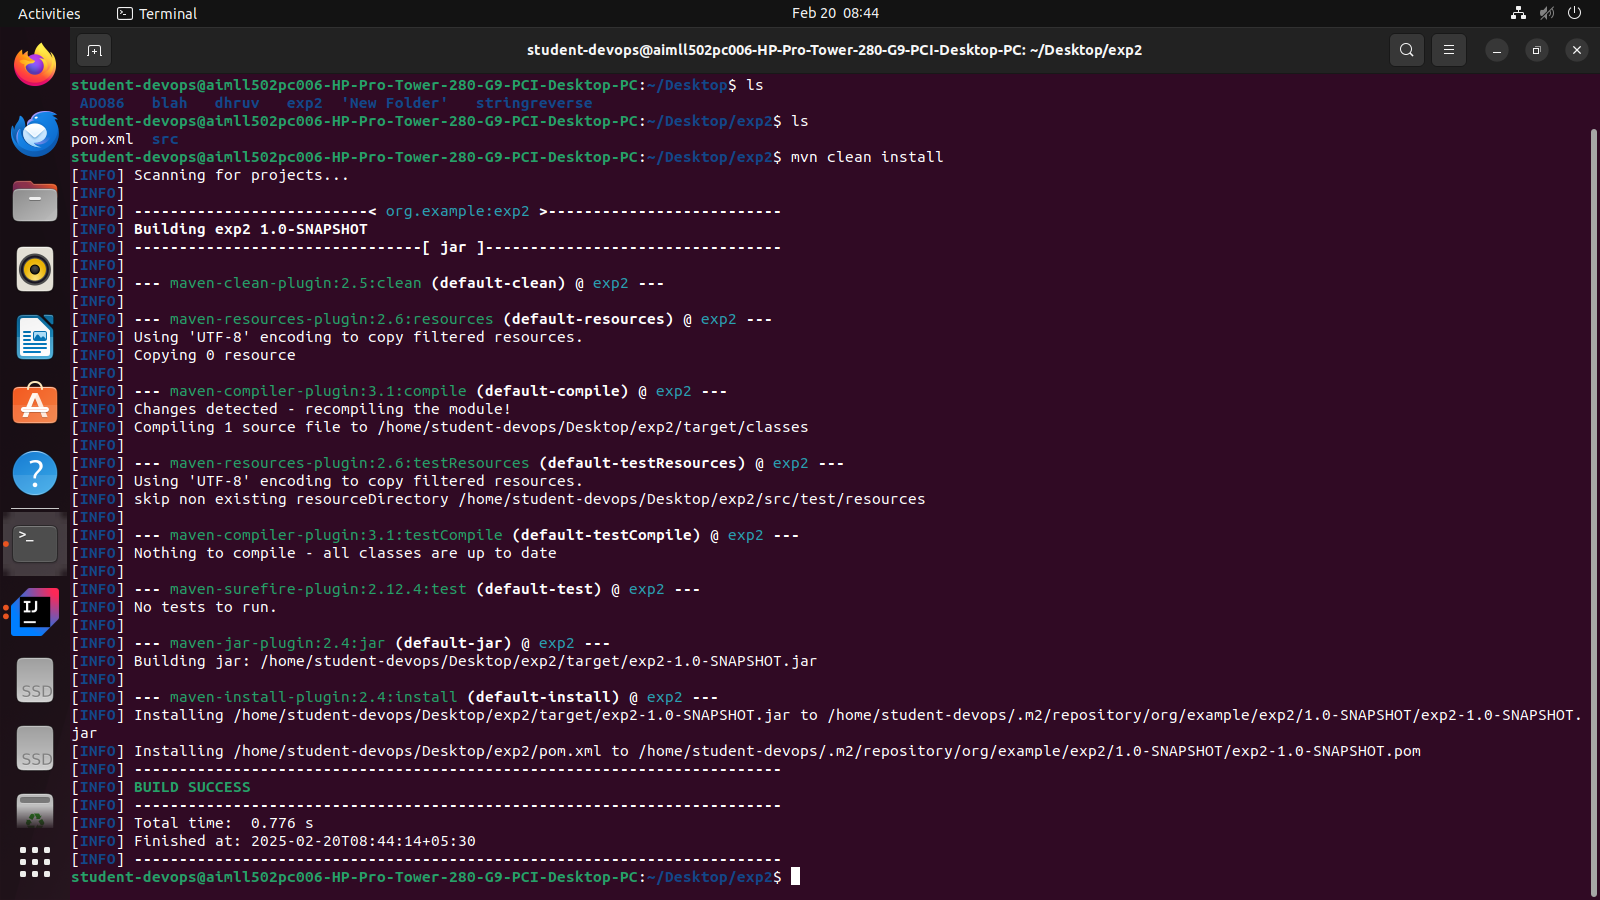 Activities
Terminal
Feb 20  08:44
student-devops@aimll502pc006-HP-Pro-Tower-280-G9-PCI-Desktop-PC: ~/Desktop/exp2
student-devops@aimll502pc006-HP-Pro-Tower-280-G9-PCI-Desktop-PC:~/Desktop$ ls
 ADO86   blah   dhruv   exp2  'New Folder'   stringreverse
student-devops@aimll502pc006-HP-Pro-Tower-280-G9-PCI-Desktop-PC:~/Desktop/exp2$ ls
pom.xml  src
student-devops@aimll502pc006-HP-Pro-Tower-280-G9-PCI-Desktop-PC:~/Desktop/exp2$ mvn clean install
[INFO] Scanning for projects...
[INFO]
[INFO] --------------------------< org.example:exp2 >--------------------------
[INFO] Building exp2 1.0-SNAPSHOT
[INFO] --------------------------------[ jar ]---------------------------------
[INFO]
[INFO] --- maven-clean-plugin:2.5:clean (default-clean) @ exp2 ---
[INFO]
[INFO] --- maven-resources-plugin:2.6:resources (default-resources) @ exp2 ---
[INFO] Using 'UTF-8' encoding to copy filtered resources.
[INFO] Copying 0 resource
[INFO]
[INFO] --- maven-compiler-plugin:3.1:compile (default-compile) @ exp2 ---
[INFO] Changes detected - recompiling the module!
[INFO] Compiling 1 source file to /home/student-devops/Desktop/exp2/target/classes
[INFO]
[INFO] --- maven-resources-plugin:2.6:testResources (default-testResources) @ exp2 ---
[INFO] Using 'UTF-8' encoding to copy filtered resources.
[INFO] skip non existing resourceDirectory /home/student-devops/Desktop/exp2/src/test/resources
[INFO]
[INFO] --- maven-compiler-plugin:3.1:testCompile (default-testCompile) @ exp2 ---
[INFO] Nothing to compile - all classes are up to date
[INFO]
[INFO] --- maven-surefire-plugin:2.12.4:test (default-test) @ exp2 ---
[INFO] No tests to run.
[INFO]
[INFO] --- maven-jar-plugin:2.4:jar (default-jar) @ exp2 ---
[INFO] Building jar: /home/student-devops/Desktop/exp2/target/exp2-1.0-SNAPSHOT.jar
[INFO]
[INFO] --- maven-install-plugin:2.4:install (default-install) @ exp2 ---
[INFO] Installing /home/student-devops/Desktop/exp2/target/exp2-1.0-SNAPSHOT.jar to /home/student-devops/.m2/repository/org/example/exp2/1.0-SNAPSHOT/exp2-1.0-SNAPSHOT.
jar
[INFO] Installing /home/student-devops/Desktop/exp2/pom.xml to /home/student-devops/.m2/repository/org/example/exp2/1.0-SNAPSHOT/exp2-1.0-SNAPSHOT.pom
[INFO] ------------------------------------------------------------------------
[INFO] BUILD SUCCESS
[INFO] ------------------------------------------------------------------------
[INFO] Total time:  0.776 s
[INFO] Finished at: 2025-02-20T08:44:14+05:30
[INFO] ------------------------------------------------------------------------
student-devops@aimll502pc006-HP-Pro-Tower-280-G9-PCI-Desktop-PC:~/Desktop/exp2$
IJ
SSD
SSD